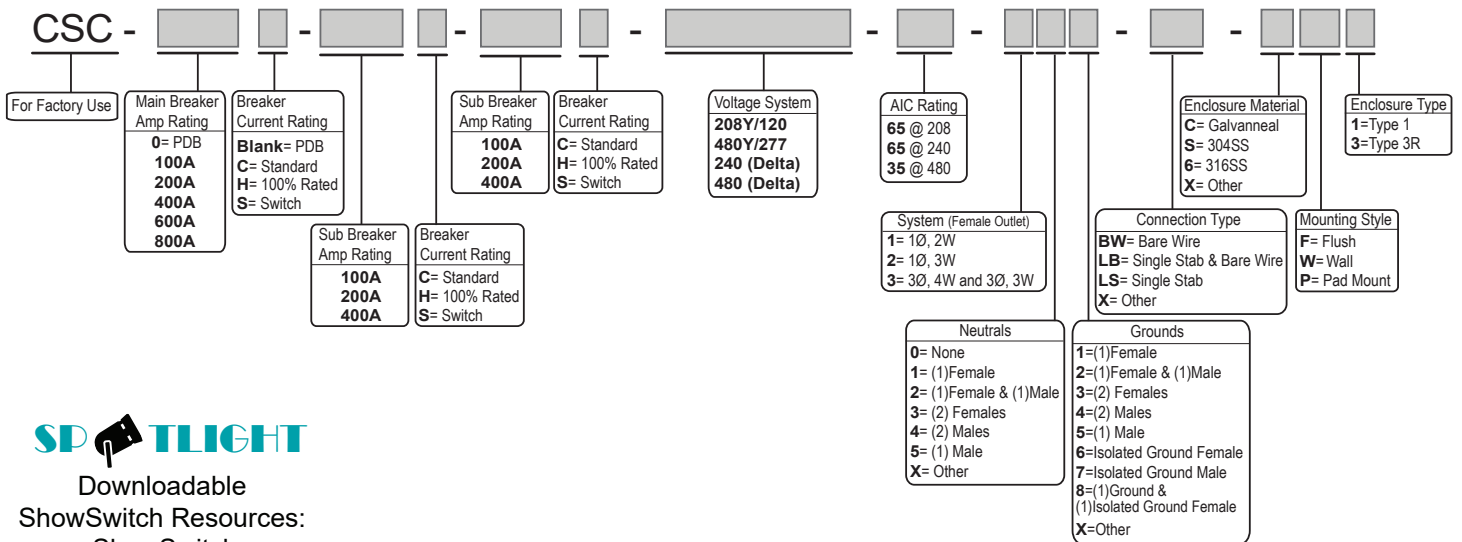 CSC - - - - - - -
For Factory Use
Main Breaker
Amp Rating
0= PDB
100A
200A
400A
600A
800A
Breaker
Current Rating
Blank= PDB
C= Standard
H= 100% Rated
S= Switch
Sub Breaker
Amp Rating
100A
200A
400A
Breaker
Current Rating
C= Standard
H= 100% Rated
S= Switch
Sub Breaker
Amp Rating
100A
200A
400A
Breaker
Current Rating
C= Standard
H= 100% Rated
S= Switch
Voltage System
208Y/120
480Y/277
240 (Delta)
480 (Delta)
AIC Rating
65 @ 208
65 @ 240
35 @ 480
System (Female Outlet)
1= 1Ø, 2W
2= 1Ø, 3W
3= 3Ø, 4W and 3Ø, 3W
Neutrals
0= None
1= (1)Female
2= (1)Female & (1)Male
3= (2) Females
4= (2) Males
5= (1) Male
X= Other
Grounds
1=(1)Female
2=(1)Female & (1)Male
3=(2) Females
4=(2) Males
5=(1) Male
6=Isolated Ground Female
7=Isolated Ground Male
8=(1)Ground &
(1)Isolated Ground Female
X=Other
Connection Type
BW= Bare Wire
LB= Single Stab & Bare Wire
LS= Single Stab
X= Other
Enclosure Material
C= Galvanneal
S= 304SS
6= 316SS
X= Other
Mounting Style
F= Flush
W= Wall
P= Pad Mount
Enclosure Type
1=Type 1
3=Type 3R
SPOTLIGHT
Downloadable
ShowSwitch Resources: